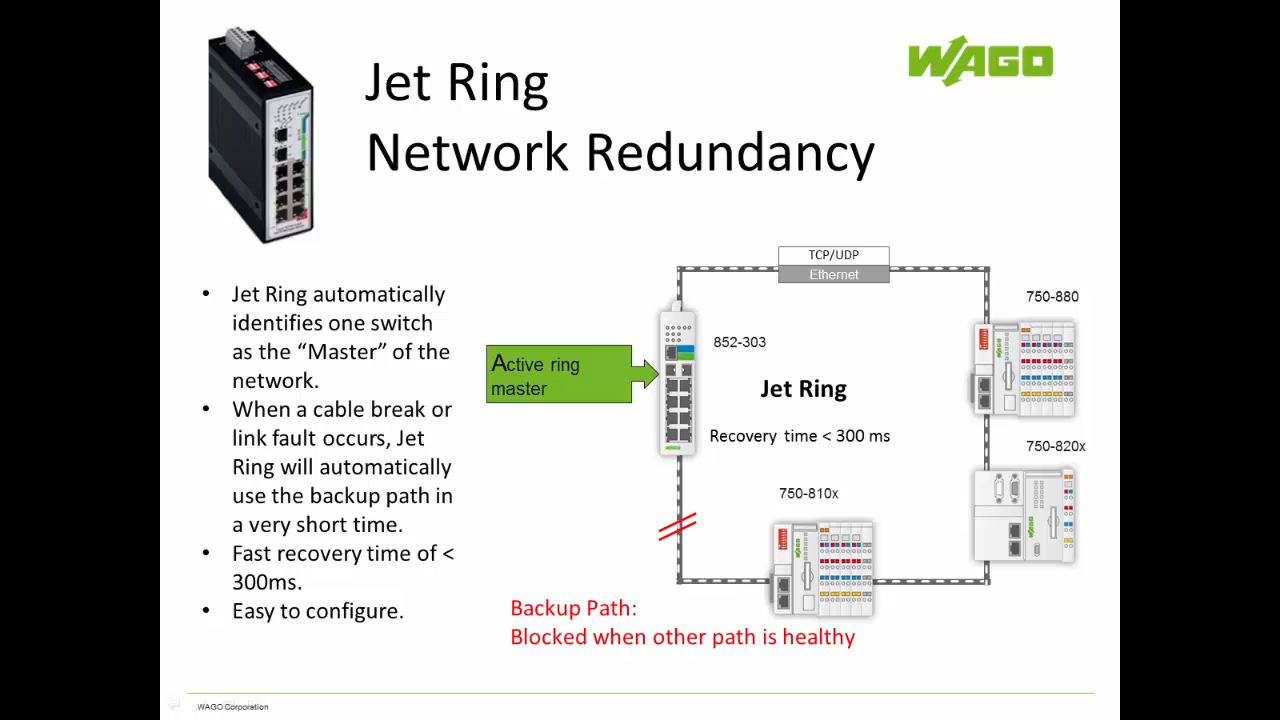 Jet Ring
Network Redundancy
WAGO
• Jet Ring automatically
identifies one switch
as the “Master” of the
network.
• When a cable break or
link fault occurs, Jet
Ring will automatically
use the backup path in
a very short time.
• Fast recovery time of <
300ms.
• Easy to configure.
TCP/UDP
Ethernet
750-880
852-303
Active ring
master
Jet Ring
Recovery time < 300 ms
750-820x
750-810x
Backup Path:
Blocked when other path is healthy
WAGO Corporation